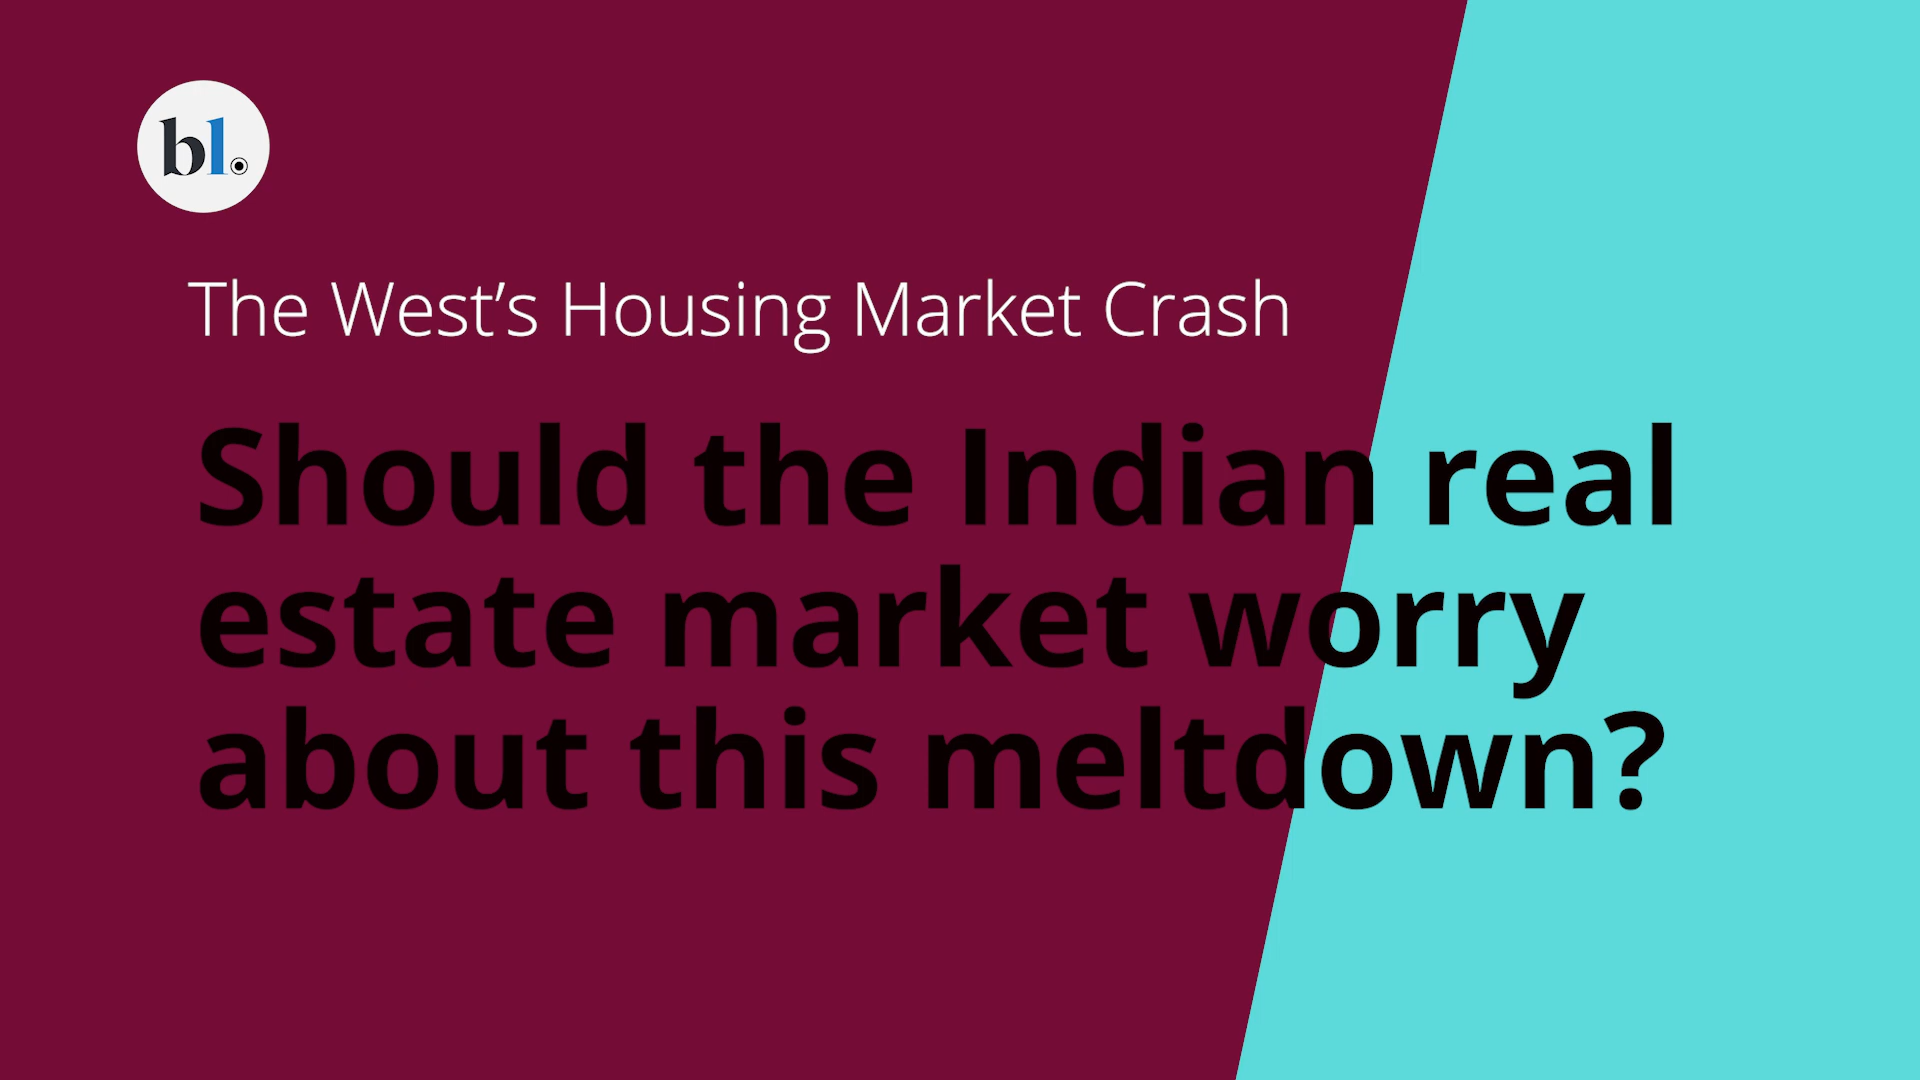 bl.
The West’s Housing Market Crash
Should the Indian real
estate market worry
about this meltdown?